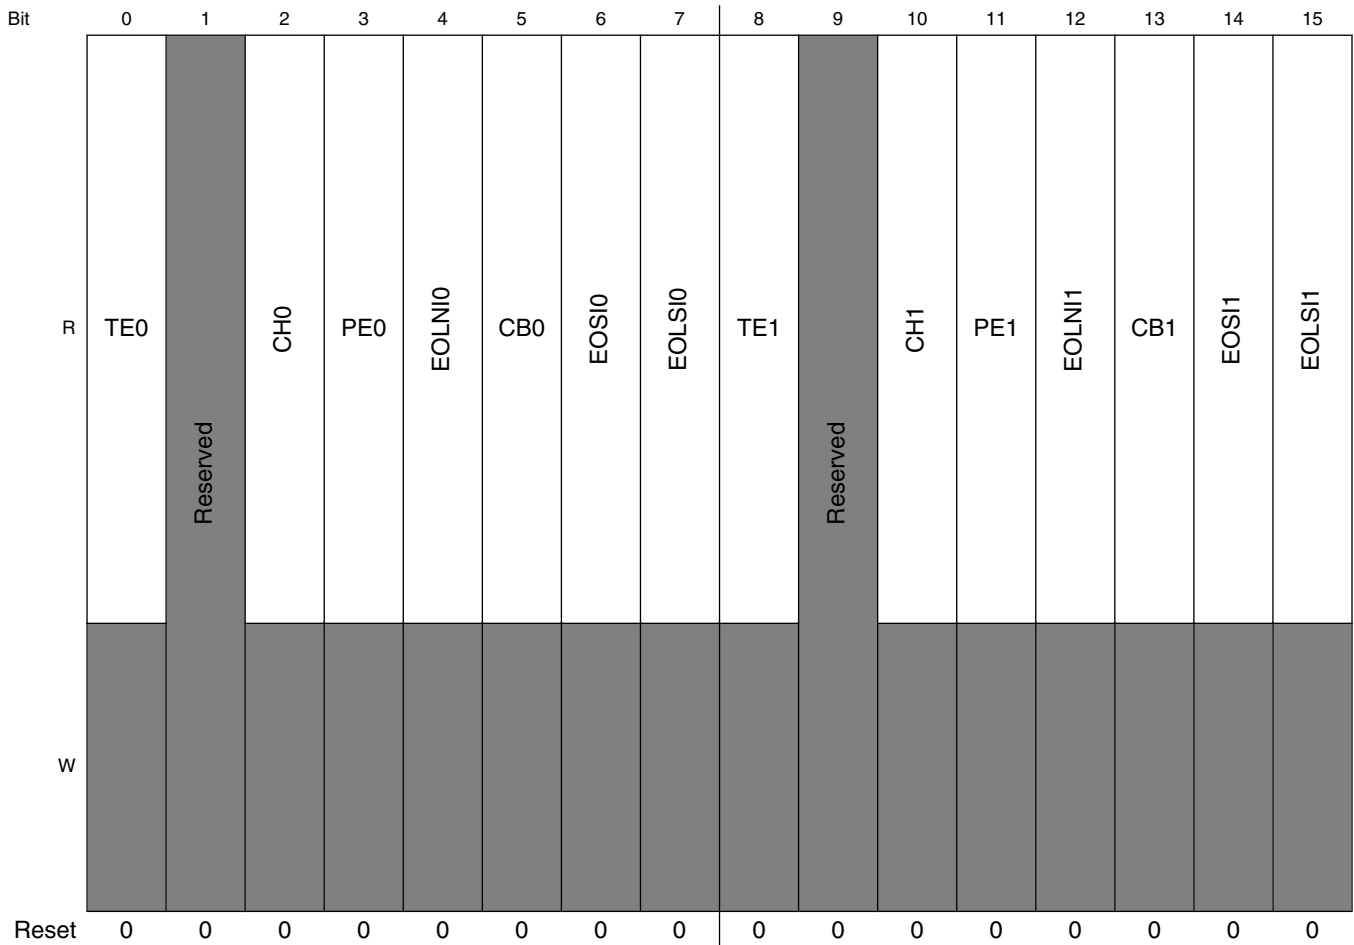 Bit 0 1 2 3 4 5 6 7 8 9 10 11 12 13 14 15
R TE0 Reserved CH0 PE0 EOLNI0 CB0 EOSI0 EOLSI0 TE1 Reserved CH1 PE1 EOLNI1 CB1 EOSI1 EOLSI1
W
Reset 0 0 0 0 0 0 0 0 0 0 0 0 0 0 0 0